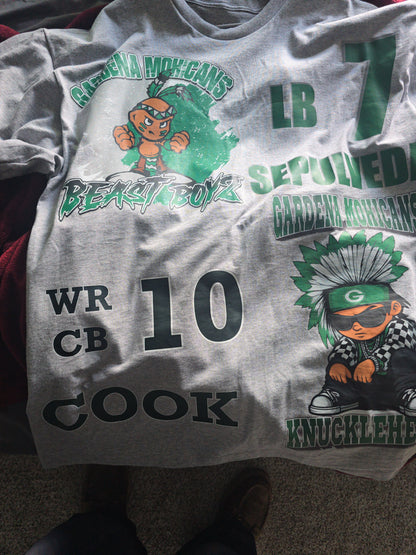 GARDENA MOHICANS
BEAST BOYZ
LB 7
SEPULVEDA
GARDENA MOHICANS
G
KNUCKLEHE
WR
CB
10
COOK